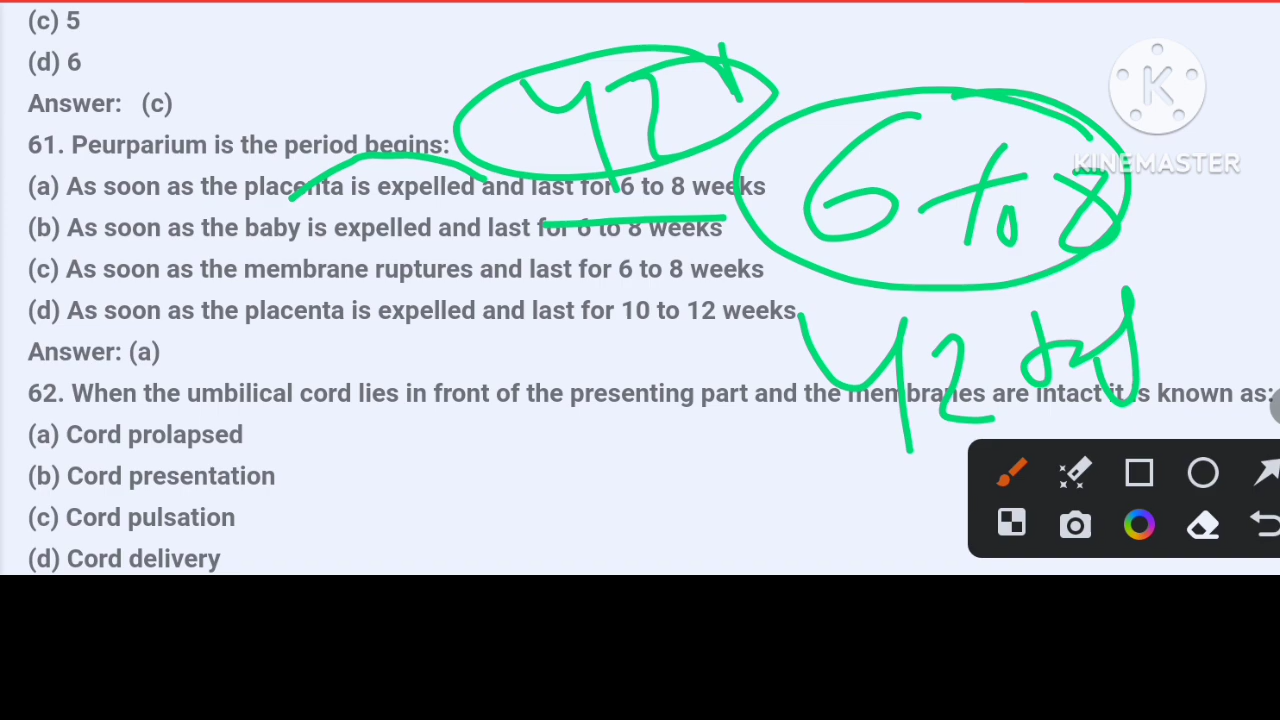 (c) 5
(d) 6
Answer: (c)
61. Peurparium is the period begins:
(a) As soon as the placenta is expelled and last for 6 to 8 weeks
(b) As soon as the baby is expelled and last for 6 to 8 weeks
(c) As soon as the membrane ruptures and last for 6 to 8 weeks
(d) As soon as the placenta is expelled and last for 10 to 12 weeks
6 to 8
42
Answer: (a)
62. When the umbilical cord lies in front of the presenting part and the membranes are intact it is known as:
(a) Cord prolapsed
(b) Cord presentation
(c) Cord pulsation
(d) Cord delivery
K
KINEMASTER